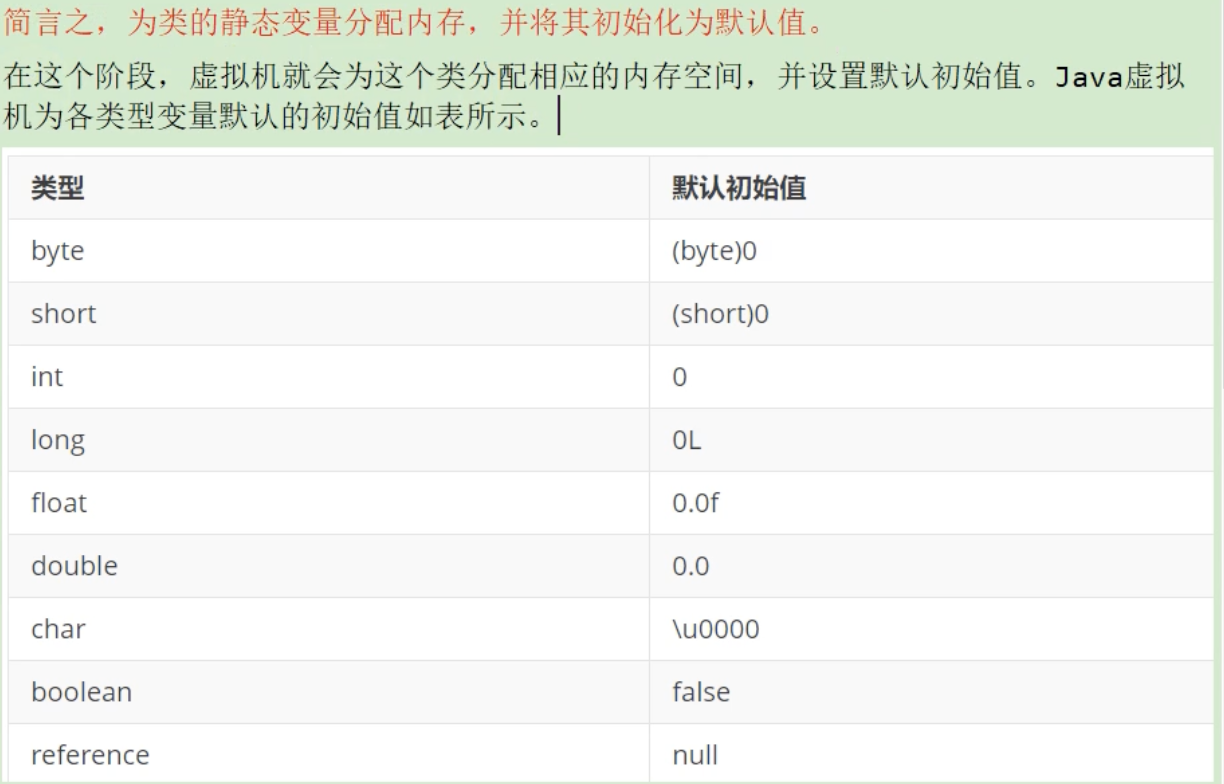 简言之，为类的静态变量分配内存，并将其初始化为默认值。
在这个阶段，虚拟机就会为这个类分配相应的内存空间，并设置默认初始值。Java虚拟
机为各类型变量默认的初始值如表所示。
类型 默认初始值
byte (byte)0
short (short)0
int 0
long 0L
float 0.0f
double 0.0
char \u0000
boolean false
reference null